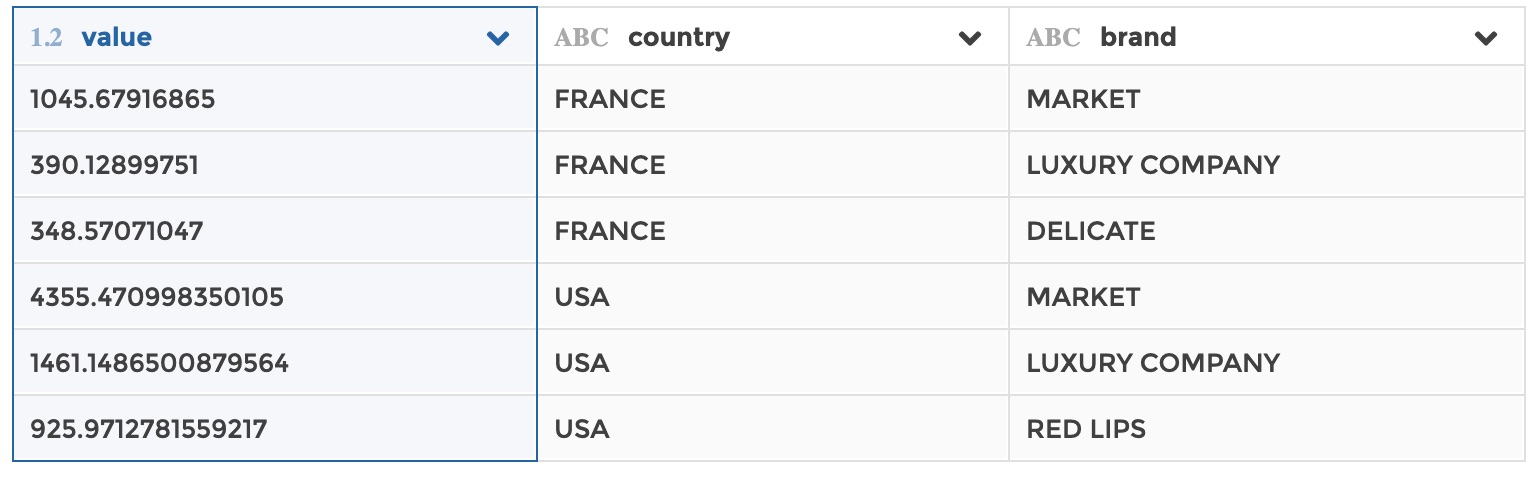 1.2 value ABC country ABC brand
1045.67916865 FRANCE MARKET
390.12899751 FRANCE LUXURY COMPANY
348.57071047 FRANCE DELICATE
4355.470998350105 USA MARKET
1461.1486500879564 USA LUXURY COMPANY
925.9712781559217 USA RED LIPS